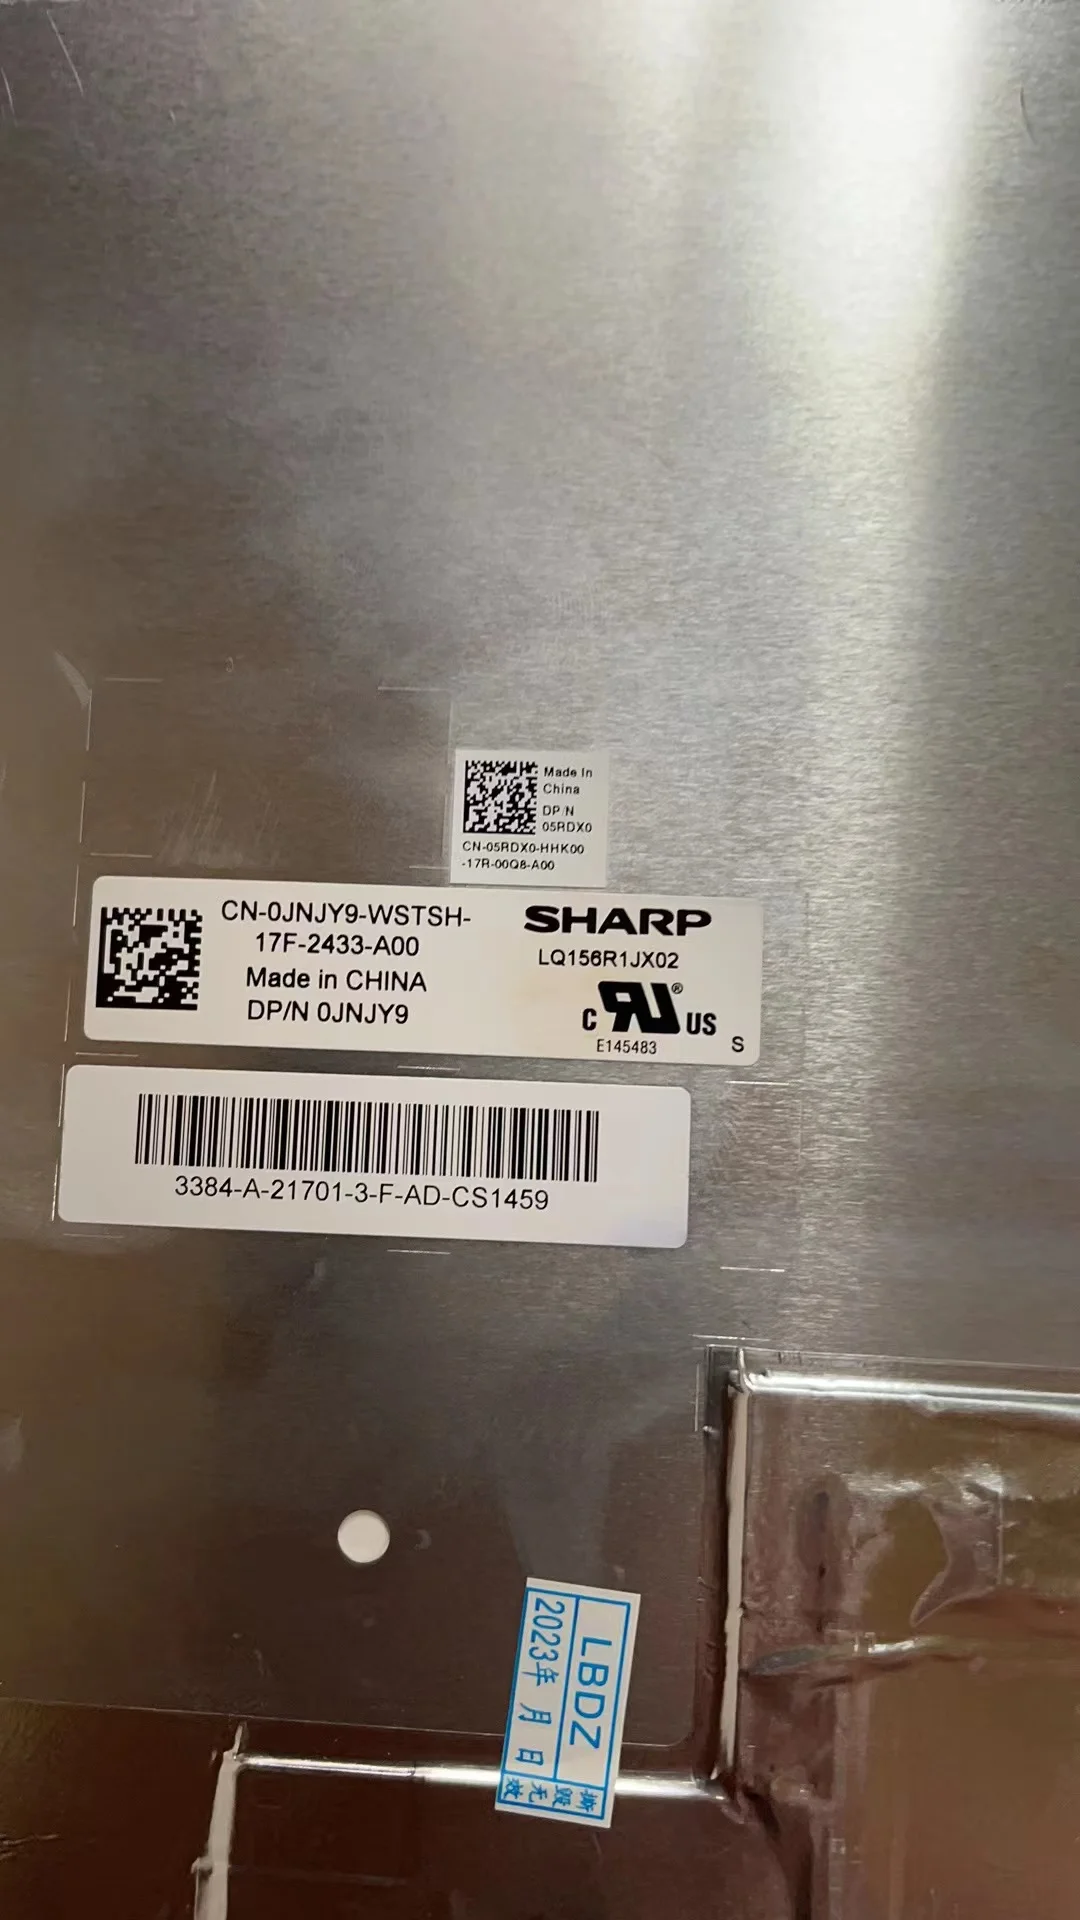 Made In
China
DP/N
05RDX0
CN-05RDX0-HHK00
-17R-00Q8-A00
CN-0JNJY9-WSTSH-
17F-2433-A00
Made in CHINA
DP/N 0JNJY9
SHARP
LQ156R1JX02
C RU® US
E145483
S
3384-A-21701-3-F-AD-CS1459
LBDZ
2023年 月 日
撕毁无效